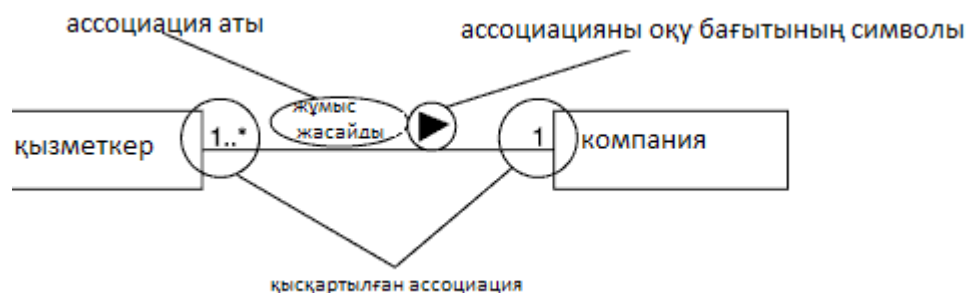 ассоциация аты
ассоциацияны оқу бағытының символы
жұмыс
жасайды
қызметкер
1..*
1
компания
қысқартылған ассоциация